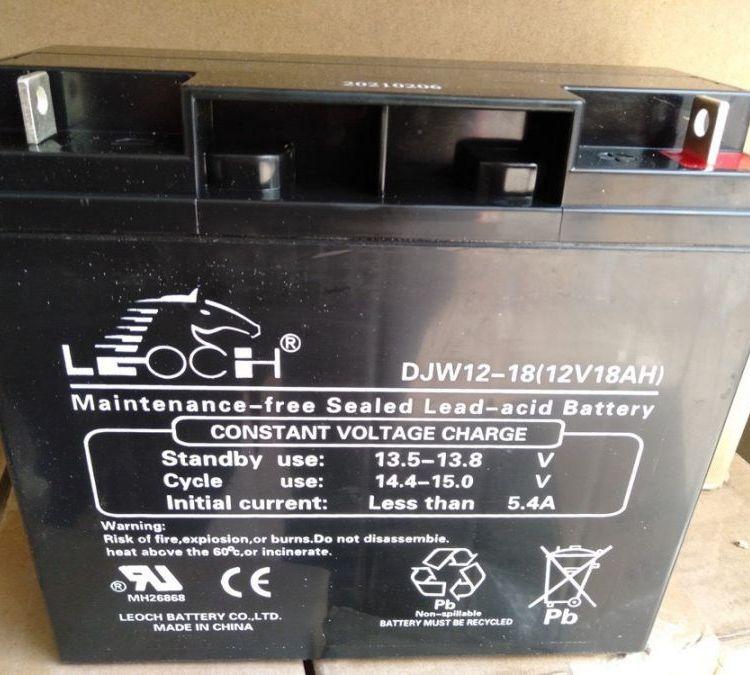 20210206
LEOCH®
DJW12-18(12V18AH)
Maintenance-free Sealed Lead-acid Battery
CONSTANT VOLTAGE CHARGE
Standby use: 13.5-13.8 V
Cycle use: 14.4-15.0 V
Initial current: Less than 5.4A
Warning:
Risk of fire,explosion,or burns.Do not disassemble.
heat above the 60°c,or incinerate.
® RU CE
MH26868
LEOCH BATTERY CO.,LTD.
MADE IN CHINA
Pb
Non-spillable
BATTERY MUST BE RECYCLED
Pb